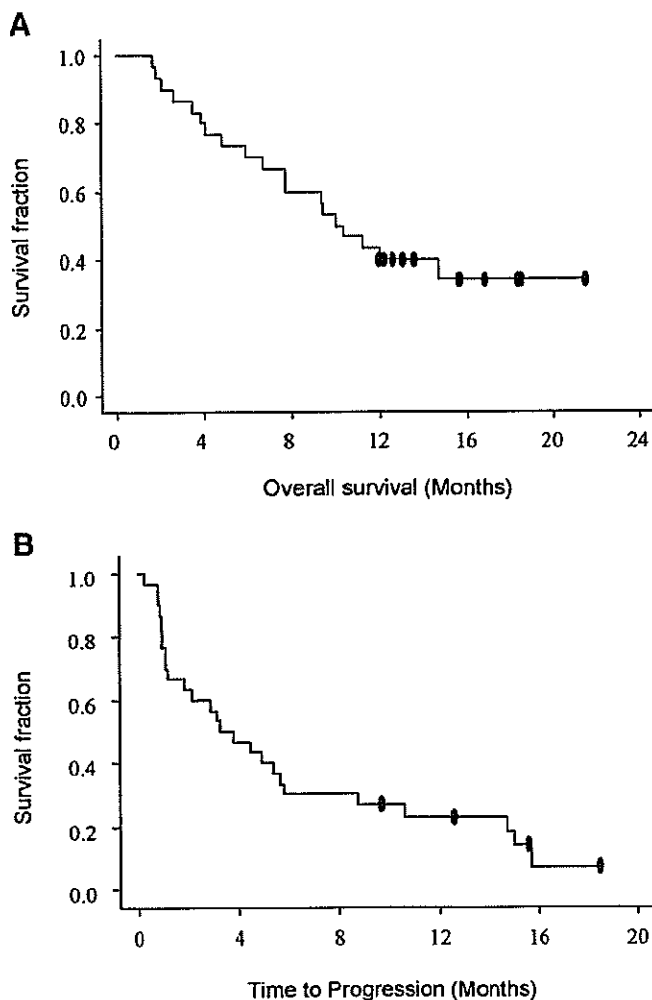 A
1.0
0.8
0.6
0.4
0.2
0.0
Survival fraction
0 4 8 12 16 20 24
Overall survival (Months)
B
1.0
0.8
0.6
0.4
0.2
0.0
Survival fraction
0 4 8 12 16 20
Time to Progression (Months)